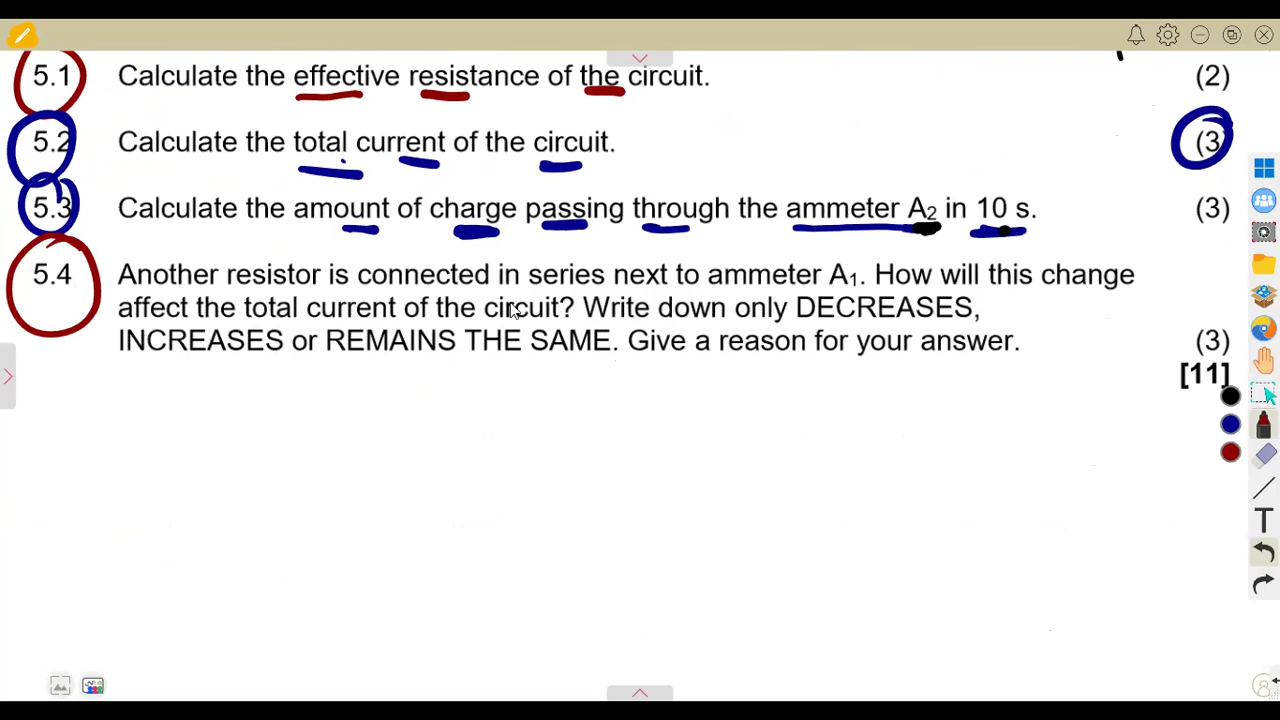 5.1 Calculate the effective resistance of the circuit. (2)
5.2 Calculate the total current of the circuit. (3
5.3 Calculate the amount of charge passing through the ammeter A₂ in 10 s. (3)
5.4 Another resistor is connected in series next to ammeter A₁. How will this change
affect the total current of the circuit? Write down only DECREASES,
INCREASES or REMAINS THE SAME. Give a reason for your answer. (3)
[11]
T